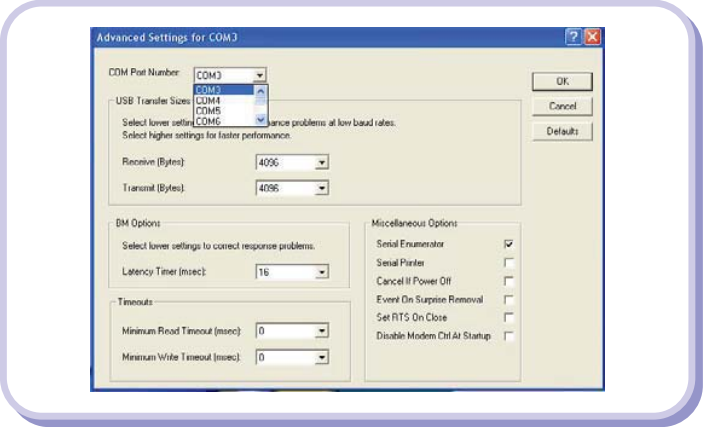 Advanced Settings for COM3
COM Port Number:
COM3
COM3
COM4
COM5
COM6
OK
Cancel
Defaults
USB Transfer Sizes
Select lower settin ance problems at low baud rates.
Select higher settings for faster performance.
Receive (Bytes):
4096
Transmit (Bytes):
4096
BM Options
Select lower settings to correct response problems.
Latency Timer (msec):
16
Timeouts
Minimum Read Timeout (msec):
0
Minimum Write Timeout (msec):
0
Miscellaneous Options
Serial Enumerator
Serial Printer
Cancel If Power Off
Event On Surprise Removal
Set RTS On Close
Disable Modem Ctrl At Startup